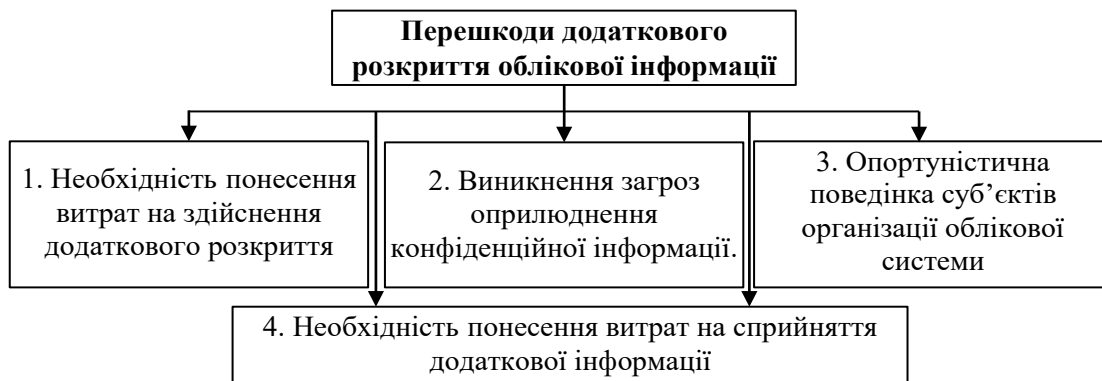 Перешкоди додаткового
розкриття облікової інформації
1. Необхідність понесення
витрат на здійснення
додаткового розкриття
2. Виникнення загроз
оприлюднення
конфіденційної інформації.
3. Опортуністична
поведінка суб’єктів
організації облікової
системи
4. Необхідність понесення витрат на сприйняття
додаткової інформації